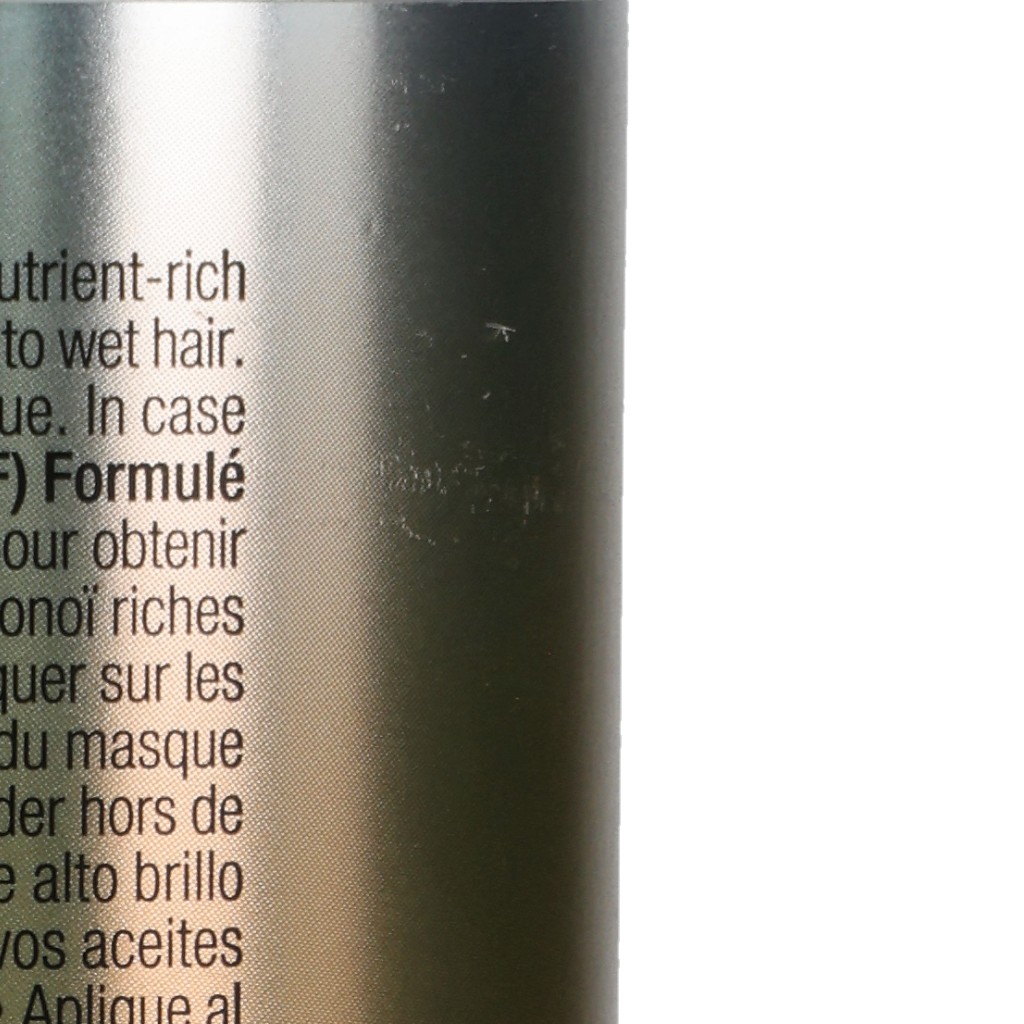 utrient-rich
to wet hair.
ue. In case
F) Formulé
our obtenir
onoï riches
quer sur les
du masque
der hors de
e alto brillo
vos aceites
Aplique al